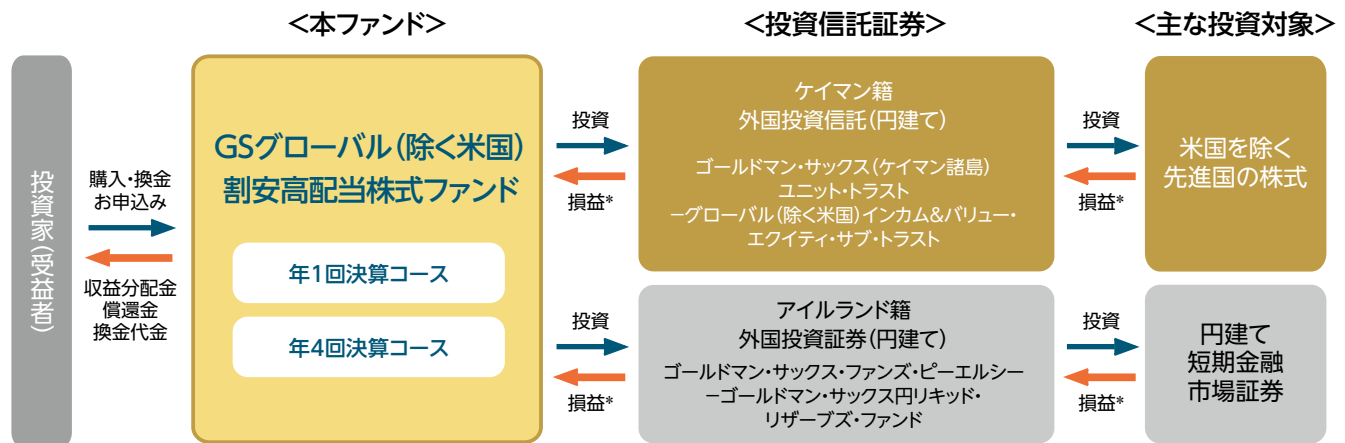 ＜本ファンド＞
＜投資信託証券＞
＜主な投資対象＞
投資家（受益者）
購入・換金
お申込み
収益分配金
償還金
換金代金
GSグローバル（除く米国）
割安高配当株式ファンド
年1回決算コース
年4回決算コース
投資
損益*
投資
損益*
ケイマン籍
外国投資信託（円建て）
ゴールドマン・サックス（ケイマン諸島）
ユニット・トラスト
－グローバル（除く米国）インカム&バリュー・
エクイティ・サブ・トラスト
アイルランド籍
外国投資証券（円建て）
ゴールドマン・サックス・ファンズ・ピーエルシー
－ゴールドマン・サックス円リキッド・
リザーブズ・ファンド
投資
損益*
投資
損益*
米国を除く
先進国の株式
円建て
短期金融
市場証券